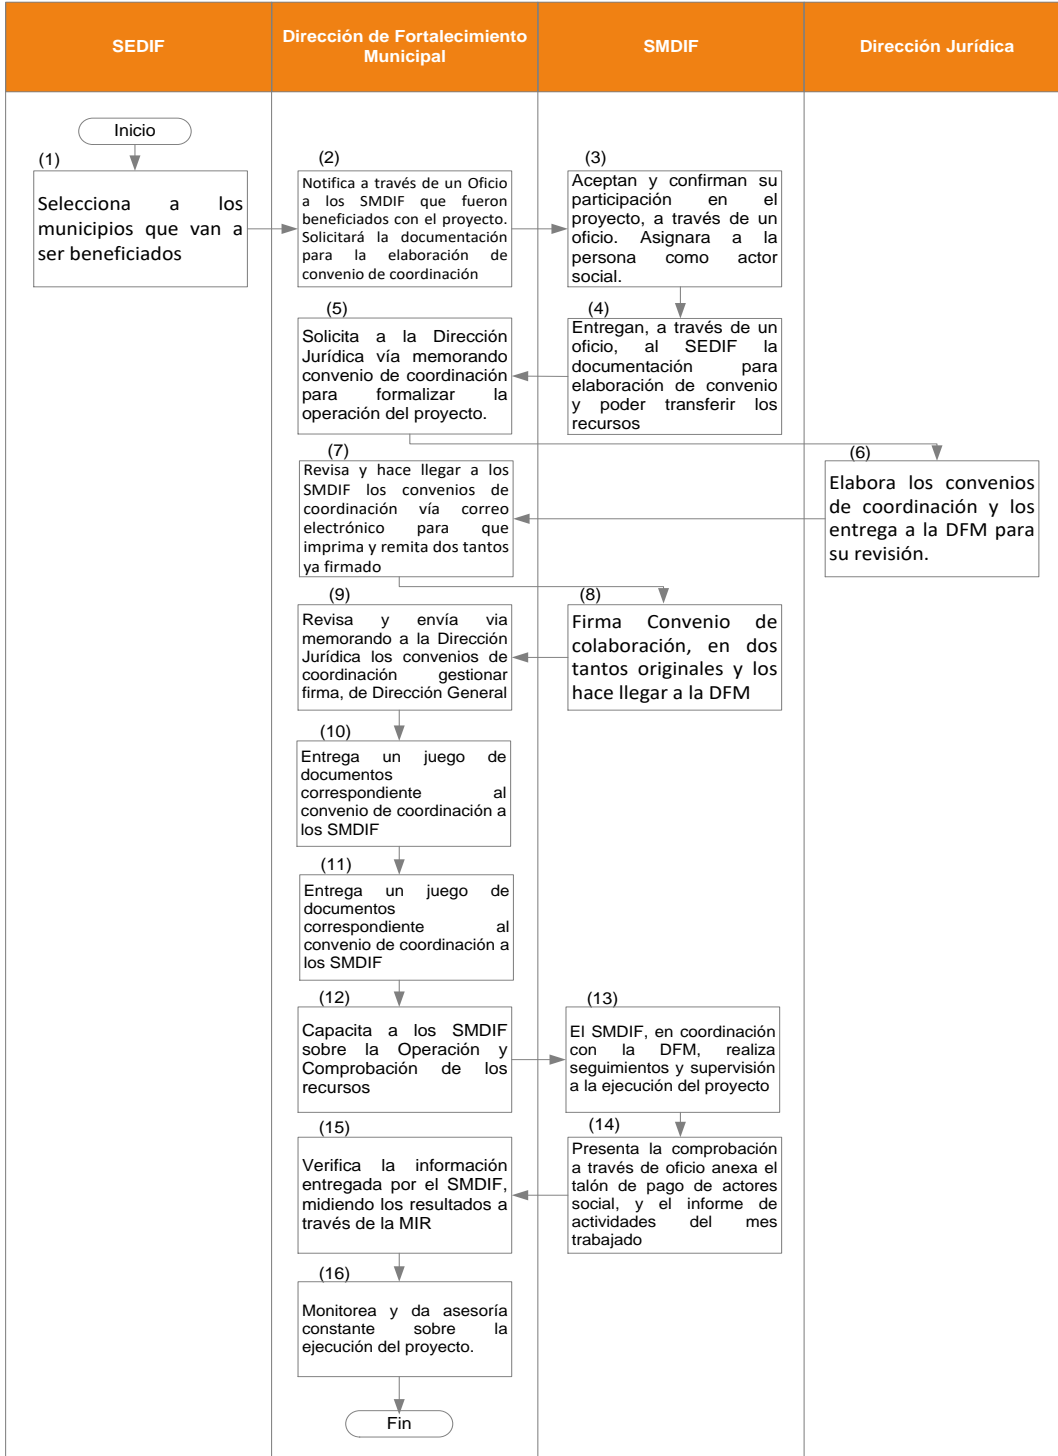 SEDIF
Dirección de Fortalecimiento
Municipal
SMDIF
Dirección Jurídica
Inicio
(1)
Selecciona a los
municipios que van a
ser beneficiados
(2)
Notifica a través de un Oficio
a los SMDIF que fueron
beneficiados con el proyecto.
Solicitará la documentación
para la elaboración de
convenio de coordinación
(3)
Aceptan y confirman su
participación en el
proyecto, a través de un
oficio. Asignara a la
persona como actor
social.
(4)
Entregan, a través de un
oficio, al SEDIF la
documentación para
elaboración de convenio
y poder transferir los
recursos
(5)
Solicita a la Dirección
Jurídica vía memorando
convenio de coordinación
para formalizar la
operación del proyecto.
(6)
Elabora los convenios
de coordinación y los
entrega a la DFM para
su revisión.
(7)
Revisa y hace llegar a los
SMDIF los convenios de
coordinación vía correo
electrónico para que
imprima y remita dos tantos
ya firmado
(8)
Firma Convenio de
colaboración, en dos
tantos originales y los
hace llegar a la DFM
(9)
Revisa y envía via
memorando a la Dirección
Jurídica los convenios de
coordinación gestionar
firma, de Dirección General
(10)
Entrega un juego de
documentos
correspondiente al
convenio de coordinación a
los SMDIF
(11)
Entrega un juego de
documentos
correspondiente al
convenio de coordinación a
los SMDIF
(12)
Capacita a los SMDIF
sobre la Operación y
Comprobación de los
recursos
(13)
El SMDIF, en coordinación
con la DFM, realiza
seguimientos y supervisión
a la ejecución del proyecto
(14)
Presenta la comprobación
a través de oficio anexa el
talón de pago de actores
social, y el informe de
actividades del mes
trabajado
(15)
Verifica la información
entregada por el SMDIF,
midiendo los resultados a
través de la MIR
(16)
Monitorea y da asesoría
constante sobre la
ejecución del proyecto.
Fin